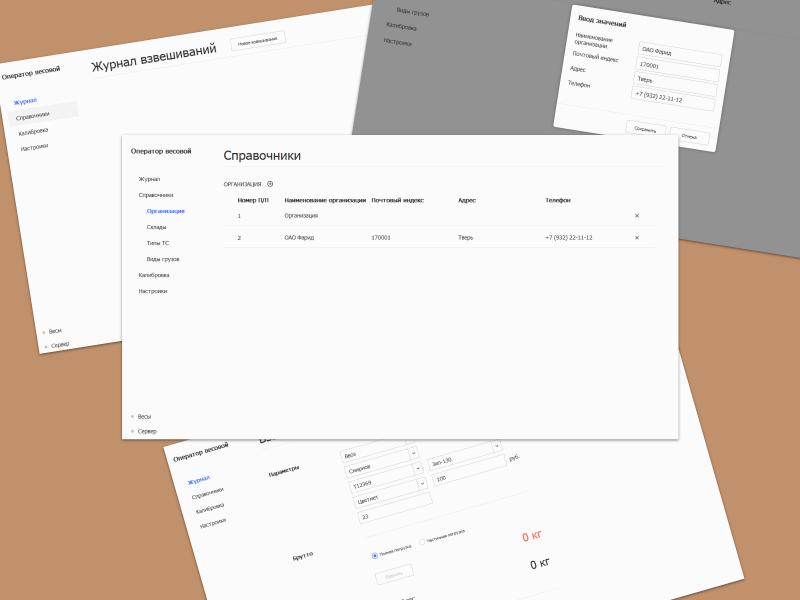 Оператор весовой
Журнал взвешиваний
Новое взвешивание
Журнал
Справочники
Калибровка
Настройки
Весы
Сервер
Виды грузов
Калибровка
Настройки
Адрес
Ввод значений
Наименование организации
ОАО Фарид
Почтовый индекс
170001
Адрес
Тверь
Телефон
+7 (932) 22-11-12
Сохранить
Отмена
Оператор весовой
Справочники
Журнал
Справочники
Организация
Склады
Типы ТС
Виды грузов
Калибровка
Настройки
Весы
Сервер
ОРГАНИЗАЦИЯ
Номер П/П Наименование организации Почтовый индекс Адрес Телефон
1 Организация ×
2 ОАО Фарид 170001 Тверь +7 (932) 22-11-12 ×
Оператор весовой
Журнал
Справочники
Калибровка
Настройки
Параметры
Весы
Смирнов
Зил-130
T12369
100 руб.
Цветмет
23
Брутто
Полная погрузка
Частичная погрузка
0 кг
0 кг